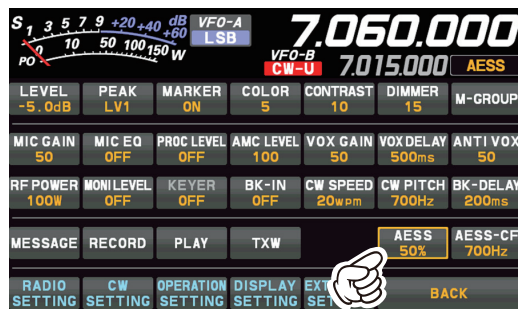 S 1 3 5 7 9 +20 +40 +60 dB VFO-A 7.060.000
LSB
PO 0 10 50 100 150 W VFO-B
CW-U 7.015.000 AESS
LEVEL PEAK MARKER COLOR CONTRAST DIMMER M-GROUP
-5.0dB LV1 ON 5 10 15
MIC GAIN MIC EQ PROC LEVEL AMC LEVEL VOX GAIN VOX DELAY ANTI VOX
50 OFF OFF 100 50 500ms 50
RF POWER MONI LEVEL KEYER BK-IN CW SPEED CW PITCH BK-DELAY
100W OFF OFF OFF 20wpm 700Hz 200ms
MESSAGE RECORD PLAY TXW AESS AESS-CF
50% 700Hz
RADIO CW OPERATION DISPLAY BACK
SETTING SETTING SETTING SETTING